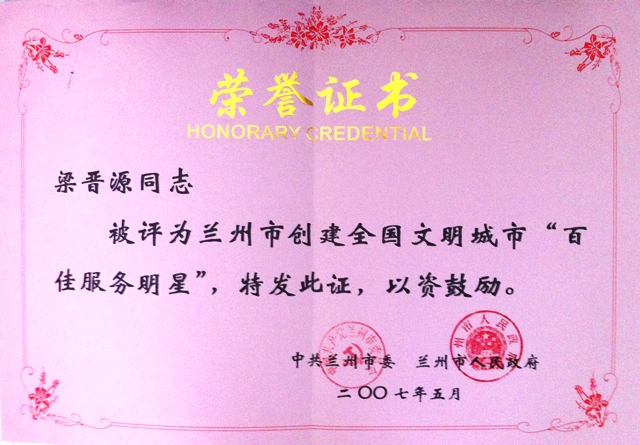 荣誉证书
HONORARY CREDENTIAL
梁晋源同志
被评为兰州市创建全国文明城市“百
佳服务明星”，特发此证，以资鼓励。
中共兰州市委 兰州市人民政府
二〇〇七年五月